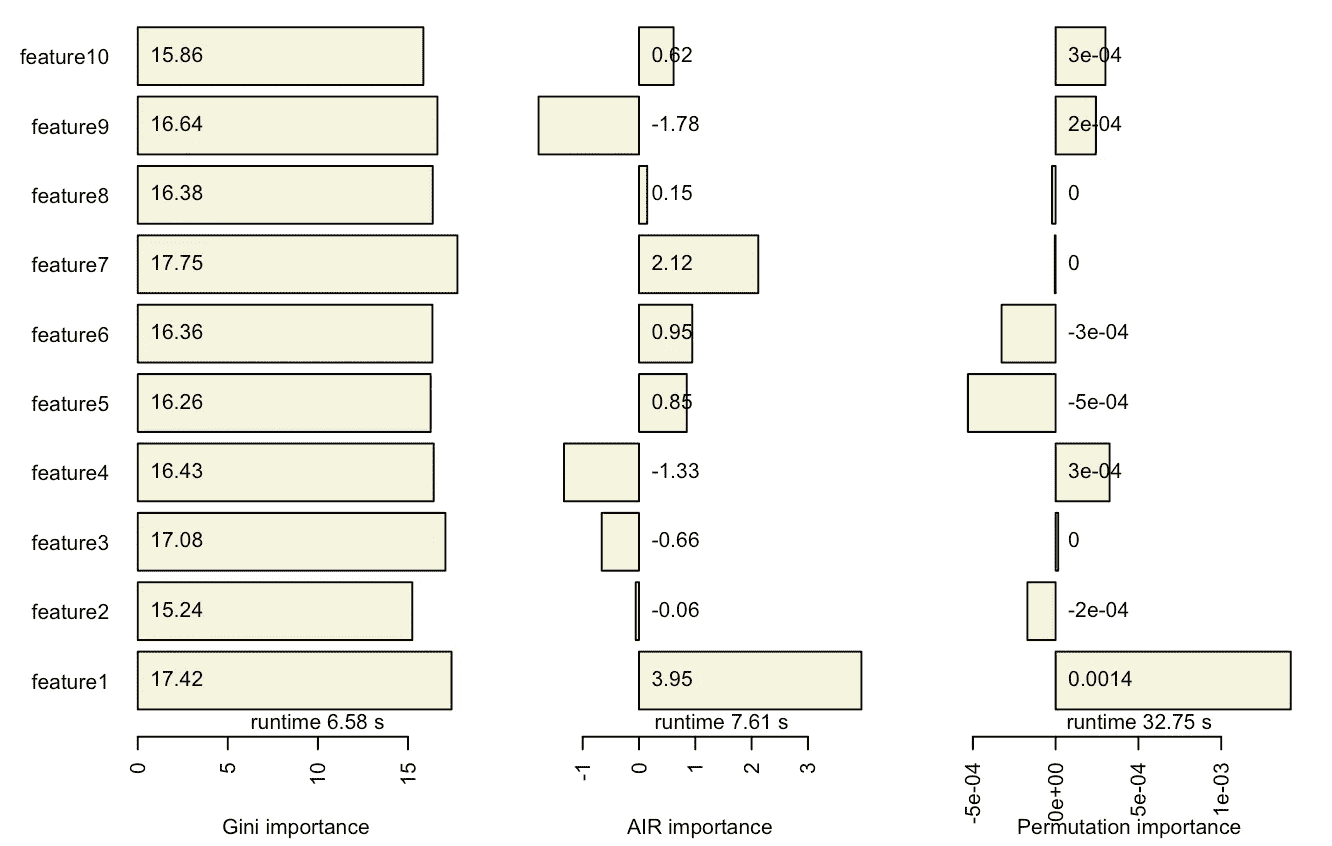 feature10 15.86 0.62 3e-04
feature9 16.64 -1.78 2e-04
feature8 16.38 0.15 0
feature7 17.75 2.12 0
feature6 16.36 0.95 -3e-04
feature5 16.26 0.85 -5e-04
feature4 16.43 -1.33 3e-04
feature3 17.08 -0.66 0
feature2 15.24 -0.06 -2e-04
feature1 17.42 3.95 0.0014
runtime 6.58 s runtime 7.61 s runtime 32.75 s
0 5 10 15 -1 0 1 2 3 -5e-04 0e+00 5e-04 1e-03
Gini importance AIR importance Permutation importance